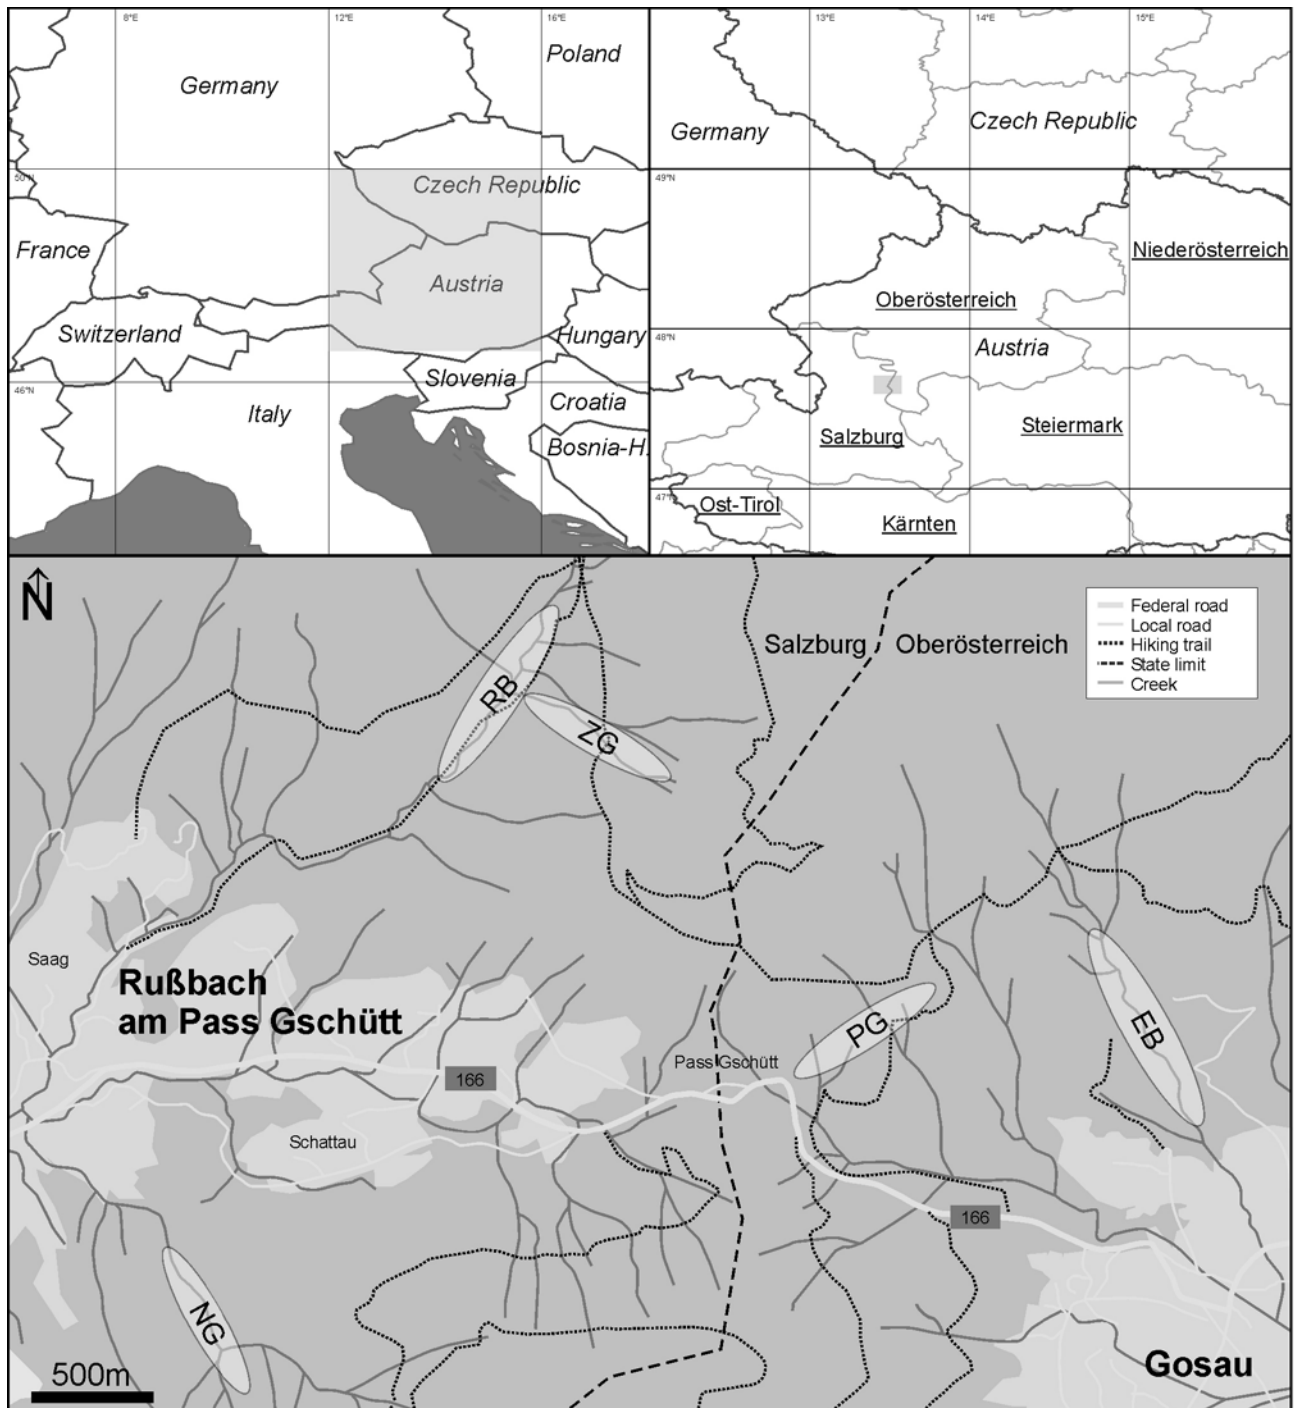 8°E
12°E
16°E
Poland
Germany
50°N
Czech Republic
France
Austria
Switzerland
Hungary
46°N
Slovenia
Italy
Croatia
Bosnia-H.
13°E
14°E
15°E
Germany
Czech Republic
49°N
Niederösterreich
Oberösterreich
48°N
Austria
Salzburg
Steiermark
47°N
Ost-Tirol
Kärnten
N
Salzburg
Oberösterreich
Federal road
Local road
Hiking trail
State limit
Creek
RB
ZG
Saag
Rußbach
am Pass Gschütt
PG
EB
Pass Gschütt
166
Schattau
166
NG
500m
Gosau